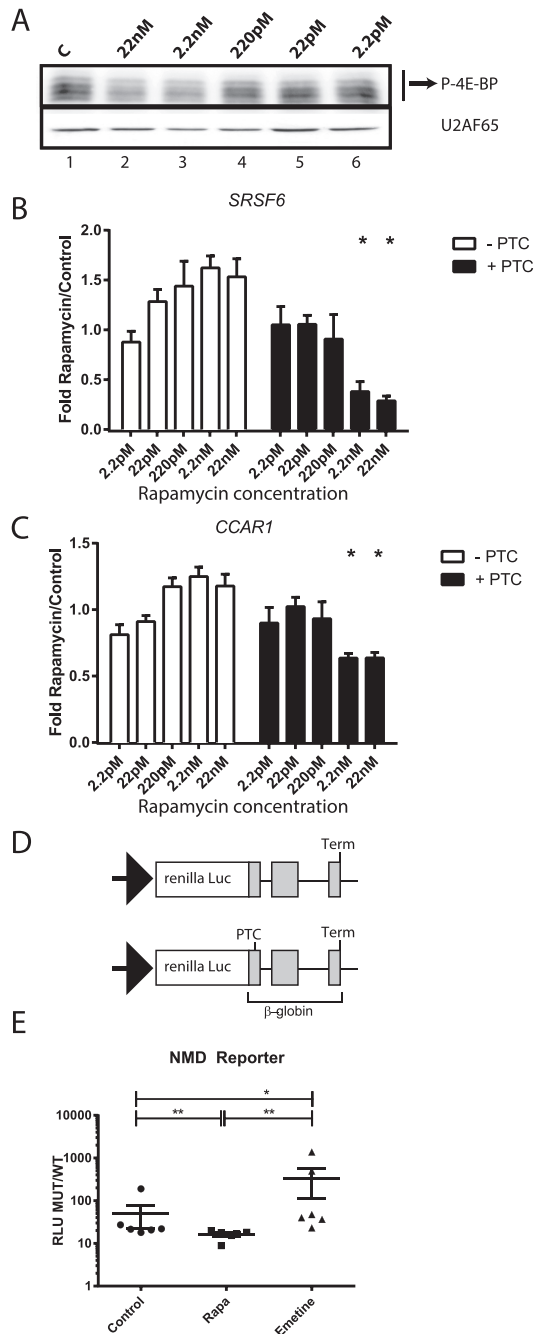 A
C 22nM 2.2nM 220pM 22pM 2.2pM
P-4E-BP
U2AF65
1 2 3 4 5 6
B
SRSF6
2.0
1.5
1.0
0.5
0.0
Fold Rapamycin/Control
* *
- PTC
+ PTC
2.2pM 22pM 220pM 2.2nM 22nM 2.2pM 22pM 220pM 2.2nM 22nM
Rapamycin concentration
C
CCAR1
1.5
1.0
0.5
0.0
Fold Rapamycin/Control
* *
- PTC
+ PTC
2.2pM 22pM 220pM 2.2nM 22nM 2.2pM 22pM 220pM 2.2nM 22nM
Rapamycin concentration
D
Term
renilla Luc
PTC Term
renilla Luc
β-globin
E
NMD Reporter
*
** **
10000
1000
100
10
1
RLU MUT/WT
Control Rapa Emetine